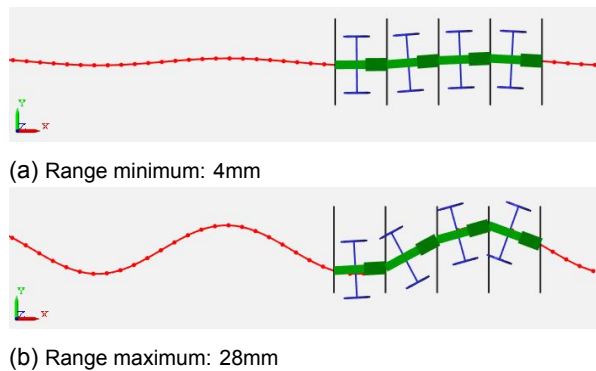 Y
Z X
(a) Range minimum: 4mm
Y
Z X
(b) Range maximum: 28mm